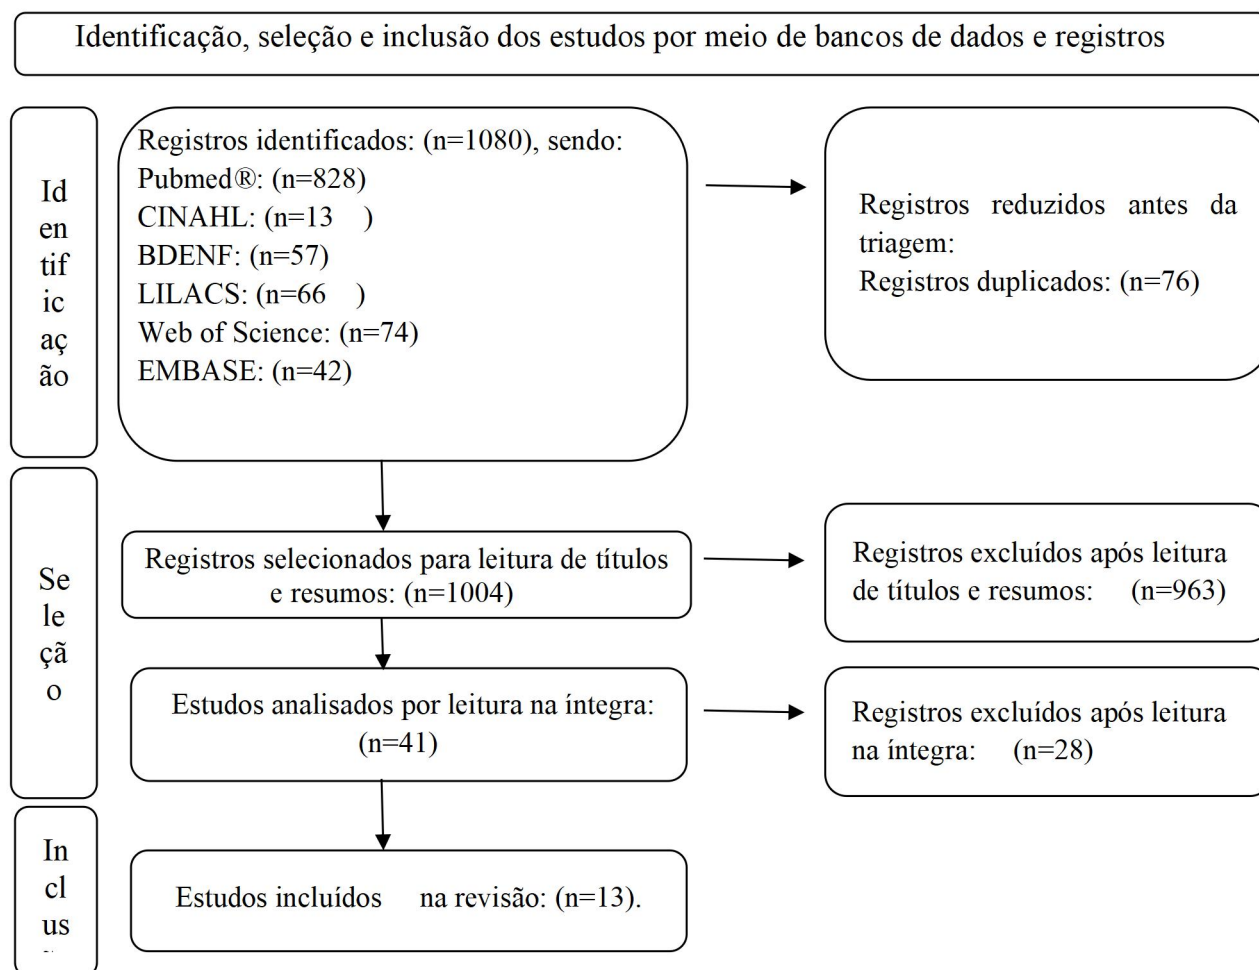 Identificação, seleção e inclusão dos estudos por meio de bancos de dados e registros
Id
en
tif
ic
aç
ão
Registros identificados: (n=1080), sendo:
Pubmed®: (n=828)
CINAHL: (n=13    )
BDENF: (n=57)
LILACS: (n=66    )
Web of Science: (n=74)
EMBASE: (n=42)
Registros reduzidos antes da
triagem:
Registros duplicados: (n=76)
Se
le
çã
o
Registros selecionados para leitura de títulos
e resumos: (n=1004)
Registros excluídos após leitura
de títulos e resumos:    (n=963)
Estudos analisados por leitura na íntegra:
(n=41)
Registros excluídos após leitura
na íntegra:    (n=28)
In
cl
us
Estudos incluídos    na revisão: (n=13).